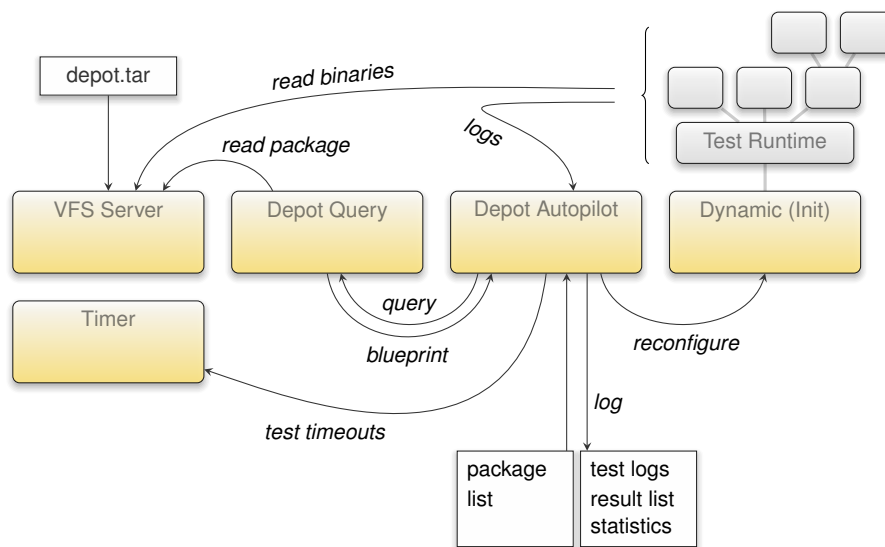 depot.tar
read binaries
Test Runtime
logs
read package
VFS Server
Depot Query
Depot Autopilot
Dynamic (Init)
query
Timer
blueprint
reconfigure
log
test timeouts
package
list
test logs
result list
statistics